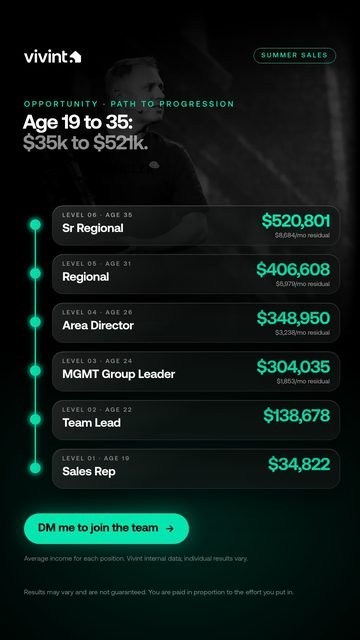 vivint
SUMMER SALES
OPPORTUNITY · PATH TO PROGRESSION
Age 19 to 35:
$35k to $521k.
LEVEL 06 · AGE 35
Sr Regional
$520,801
$8,684/mo residual
LEVEL 05 · AGE 31
Regional
$406,608
$5,979/mo residual
LEVEL 04 · AGE 26
Area Director
$348,950
$3,238/mo residual
LEVEL 03 · AGE 24
MGMT Group Leader
$304,035
$1,853/mo residual
LEVEL 02 · AGE 22
Team Lead
$138,678
LEVEL 01 · AGE 19
Sales Rep
$34,822
DM me to join the team →
Average income for each position. Vivint internal data; individual results vary.
Results may vary and are not guaranteed. You are paid in proportion to the effort you put in.